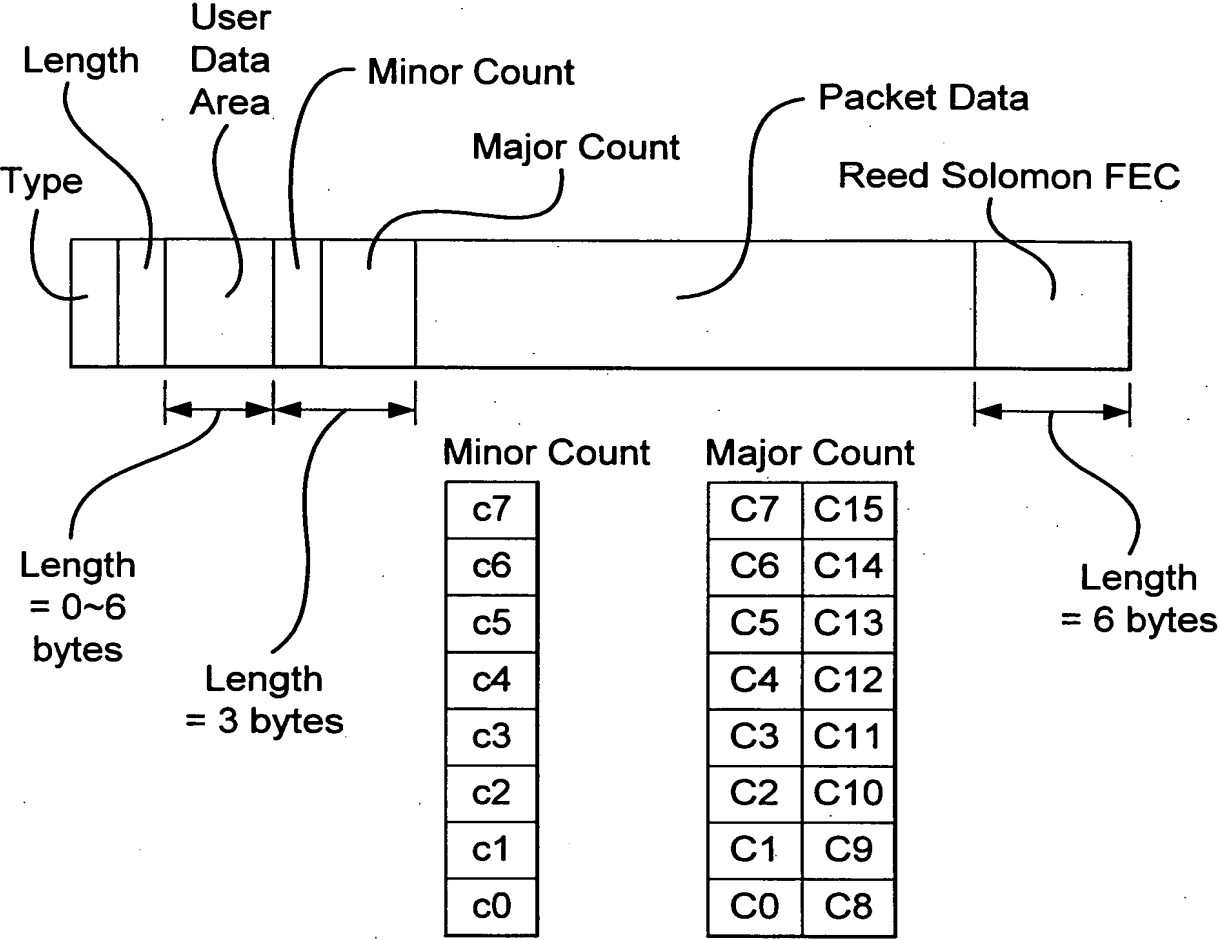 User
Data
Area
Length
Minor Count
Packet Data
Major Count
Type
Reed Solomon FEC
Length
= 0~6
bytes
Length
= 3 bytes
Minor Count
c7
c6
c5
c4
c3
c2
c1
c0
Major Count
C7 C15
C6 C14
C5 C13
C4 C12
C3 C11
C2 C10
C1 C9
C0 C8
Length
= 6 bytes